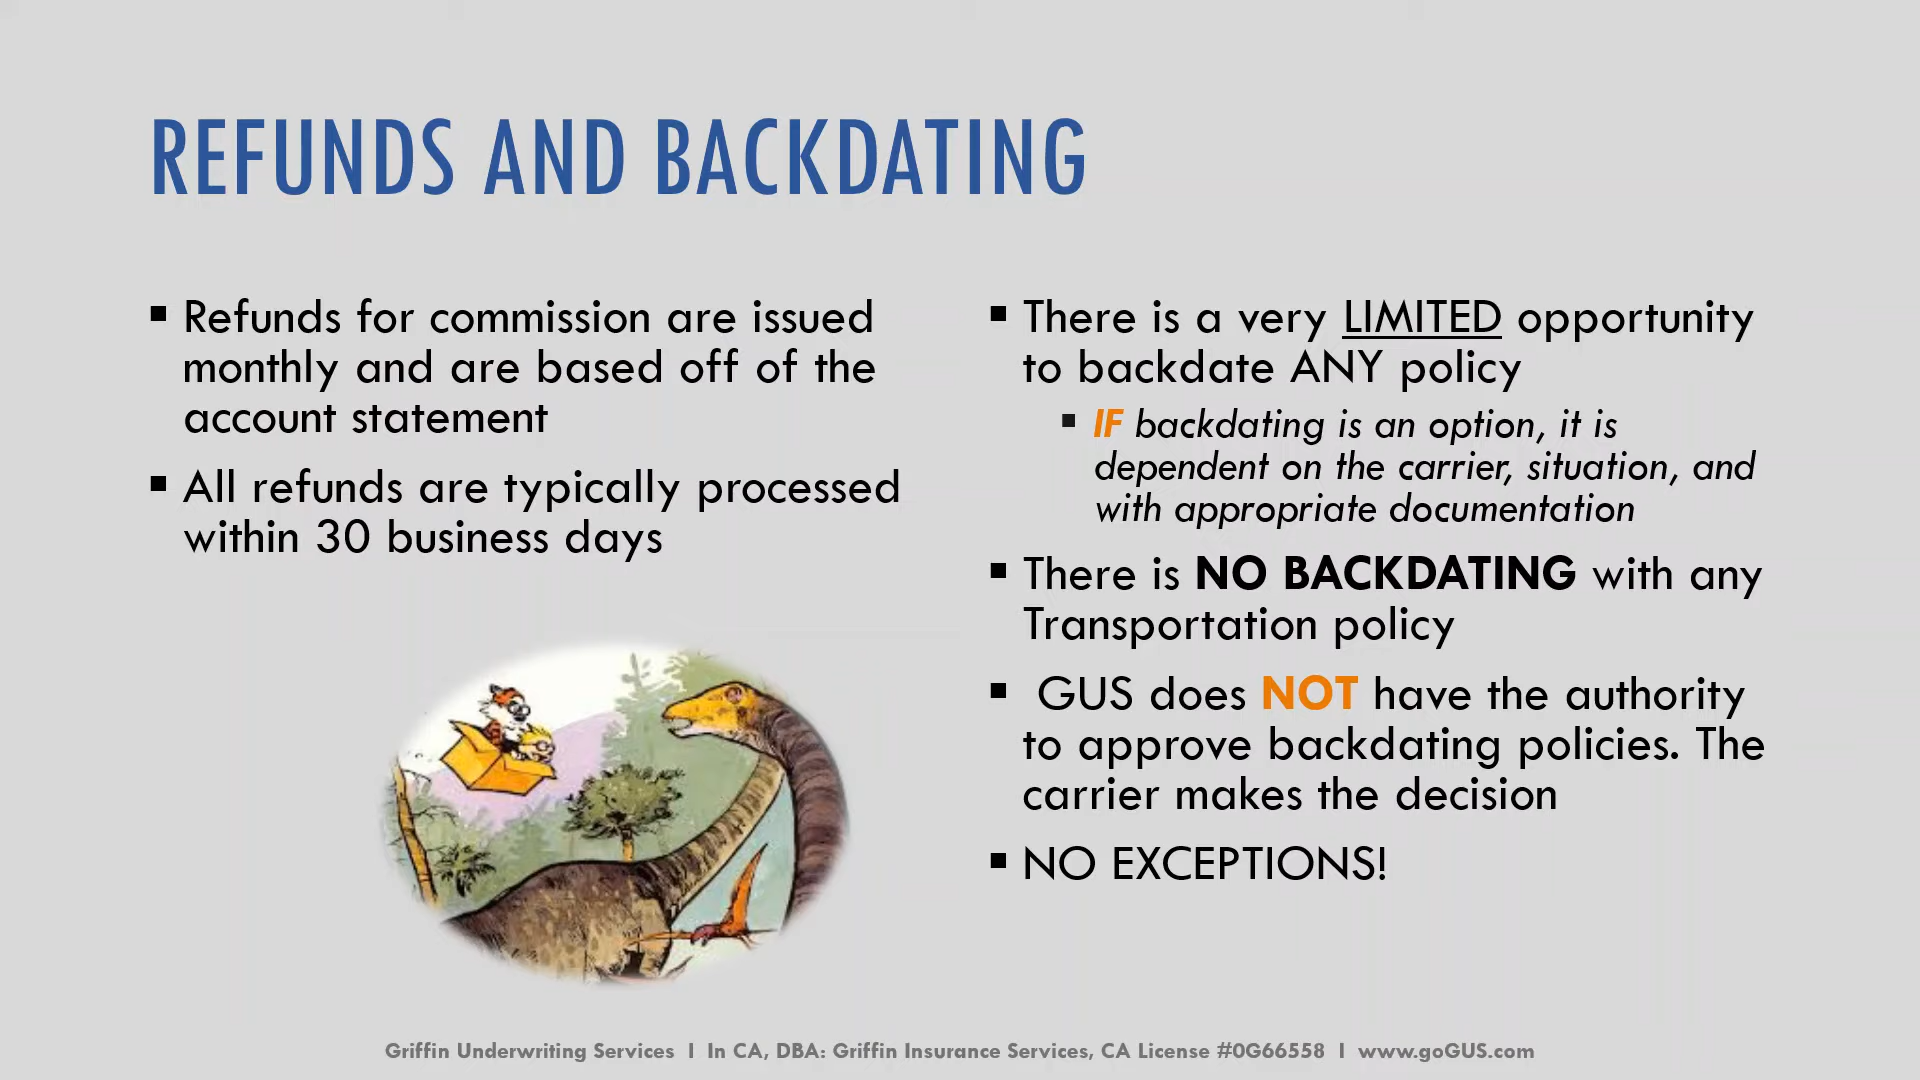 REFUNDS AND BACKDATING
▪ Refunds for commission are issued
monthly and are based off of the
account statement
▪ All refunds are typically processed
within 30 business days
▪ There is a very LIMITED opportunity
to backdate ANY policy
▪ IF backdating is an option, it is
dependent on the carrier, situation, and
with appropriate documentation
▪ There is NO BACKDATING with any
Transportation policy
▪ GUS does NOT have the authority
to approve backdating policies. The
carrier makes the decision
▪ NO EXCEPTIONS!
Griffin Underwriting Services I In CA, DBA: Griffin Insurance Services, CA License #0G66558 I www.goGUS.com